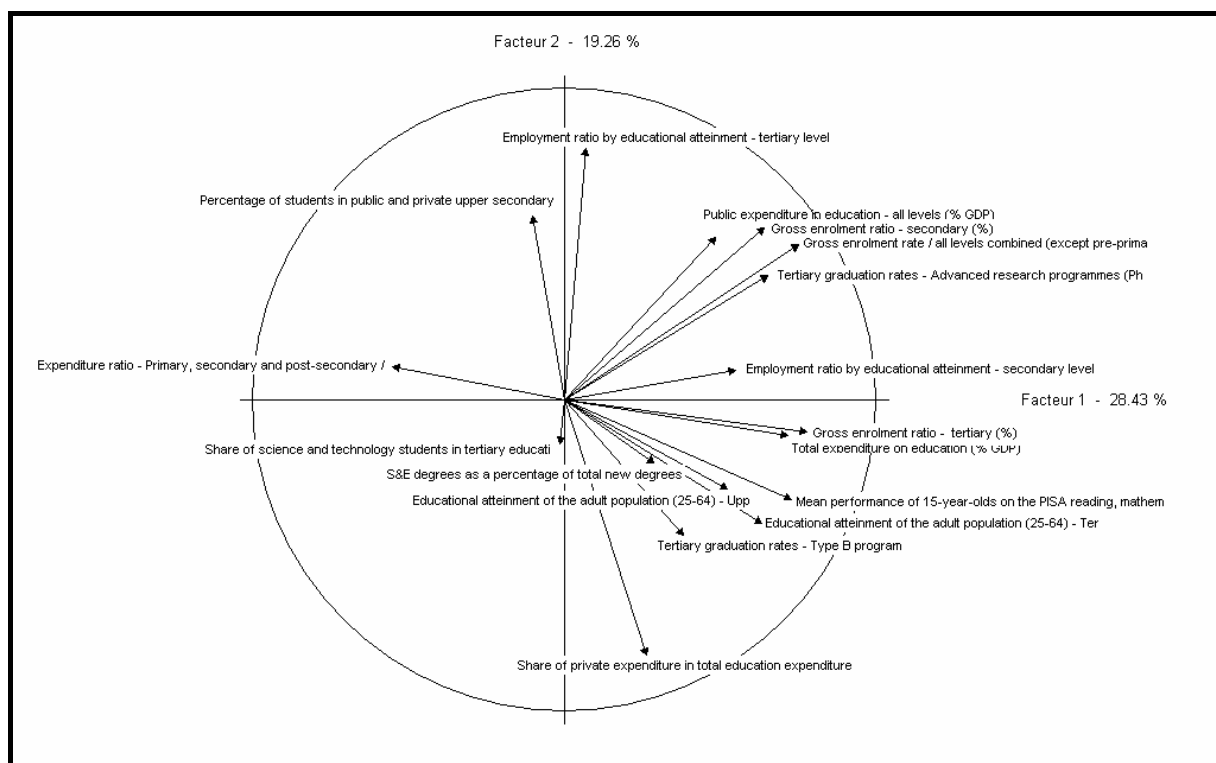 Facteur 2 - 19.26 %
Employment ratio by educational atteinment - tertiary level
Percentage of students in public and private upper secondary
Public expenditure in education - all levels (% GDP)
Gross enrolment ratio - secondary (%)
Gross enrolment rate / all levels combined (except pre-prima
Tertiary graduation rates - Advanced research programmes (Ph
Expenditure ratio - Primary, secondary and post-secondary /
Employment ratio by educational atteinment - secondary level
Facteur 1 - 28.43 %
Gross enrolment ratio - tertiary (%)
Share of science and technology students in tertiary educati
Total expenditure on education (% GDP)
S&E degrees as a percentage of total new degrees
Educational atteinment of the adult population (25-64) - Upp
Mean performance of 15-year-olds on the PISA reading, mathem
Educational atteinment of the adult population (25-64) - Ter
Tertiary graduation rates - Type B program
Share of private expenditure in total education expenditure